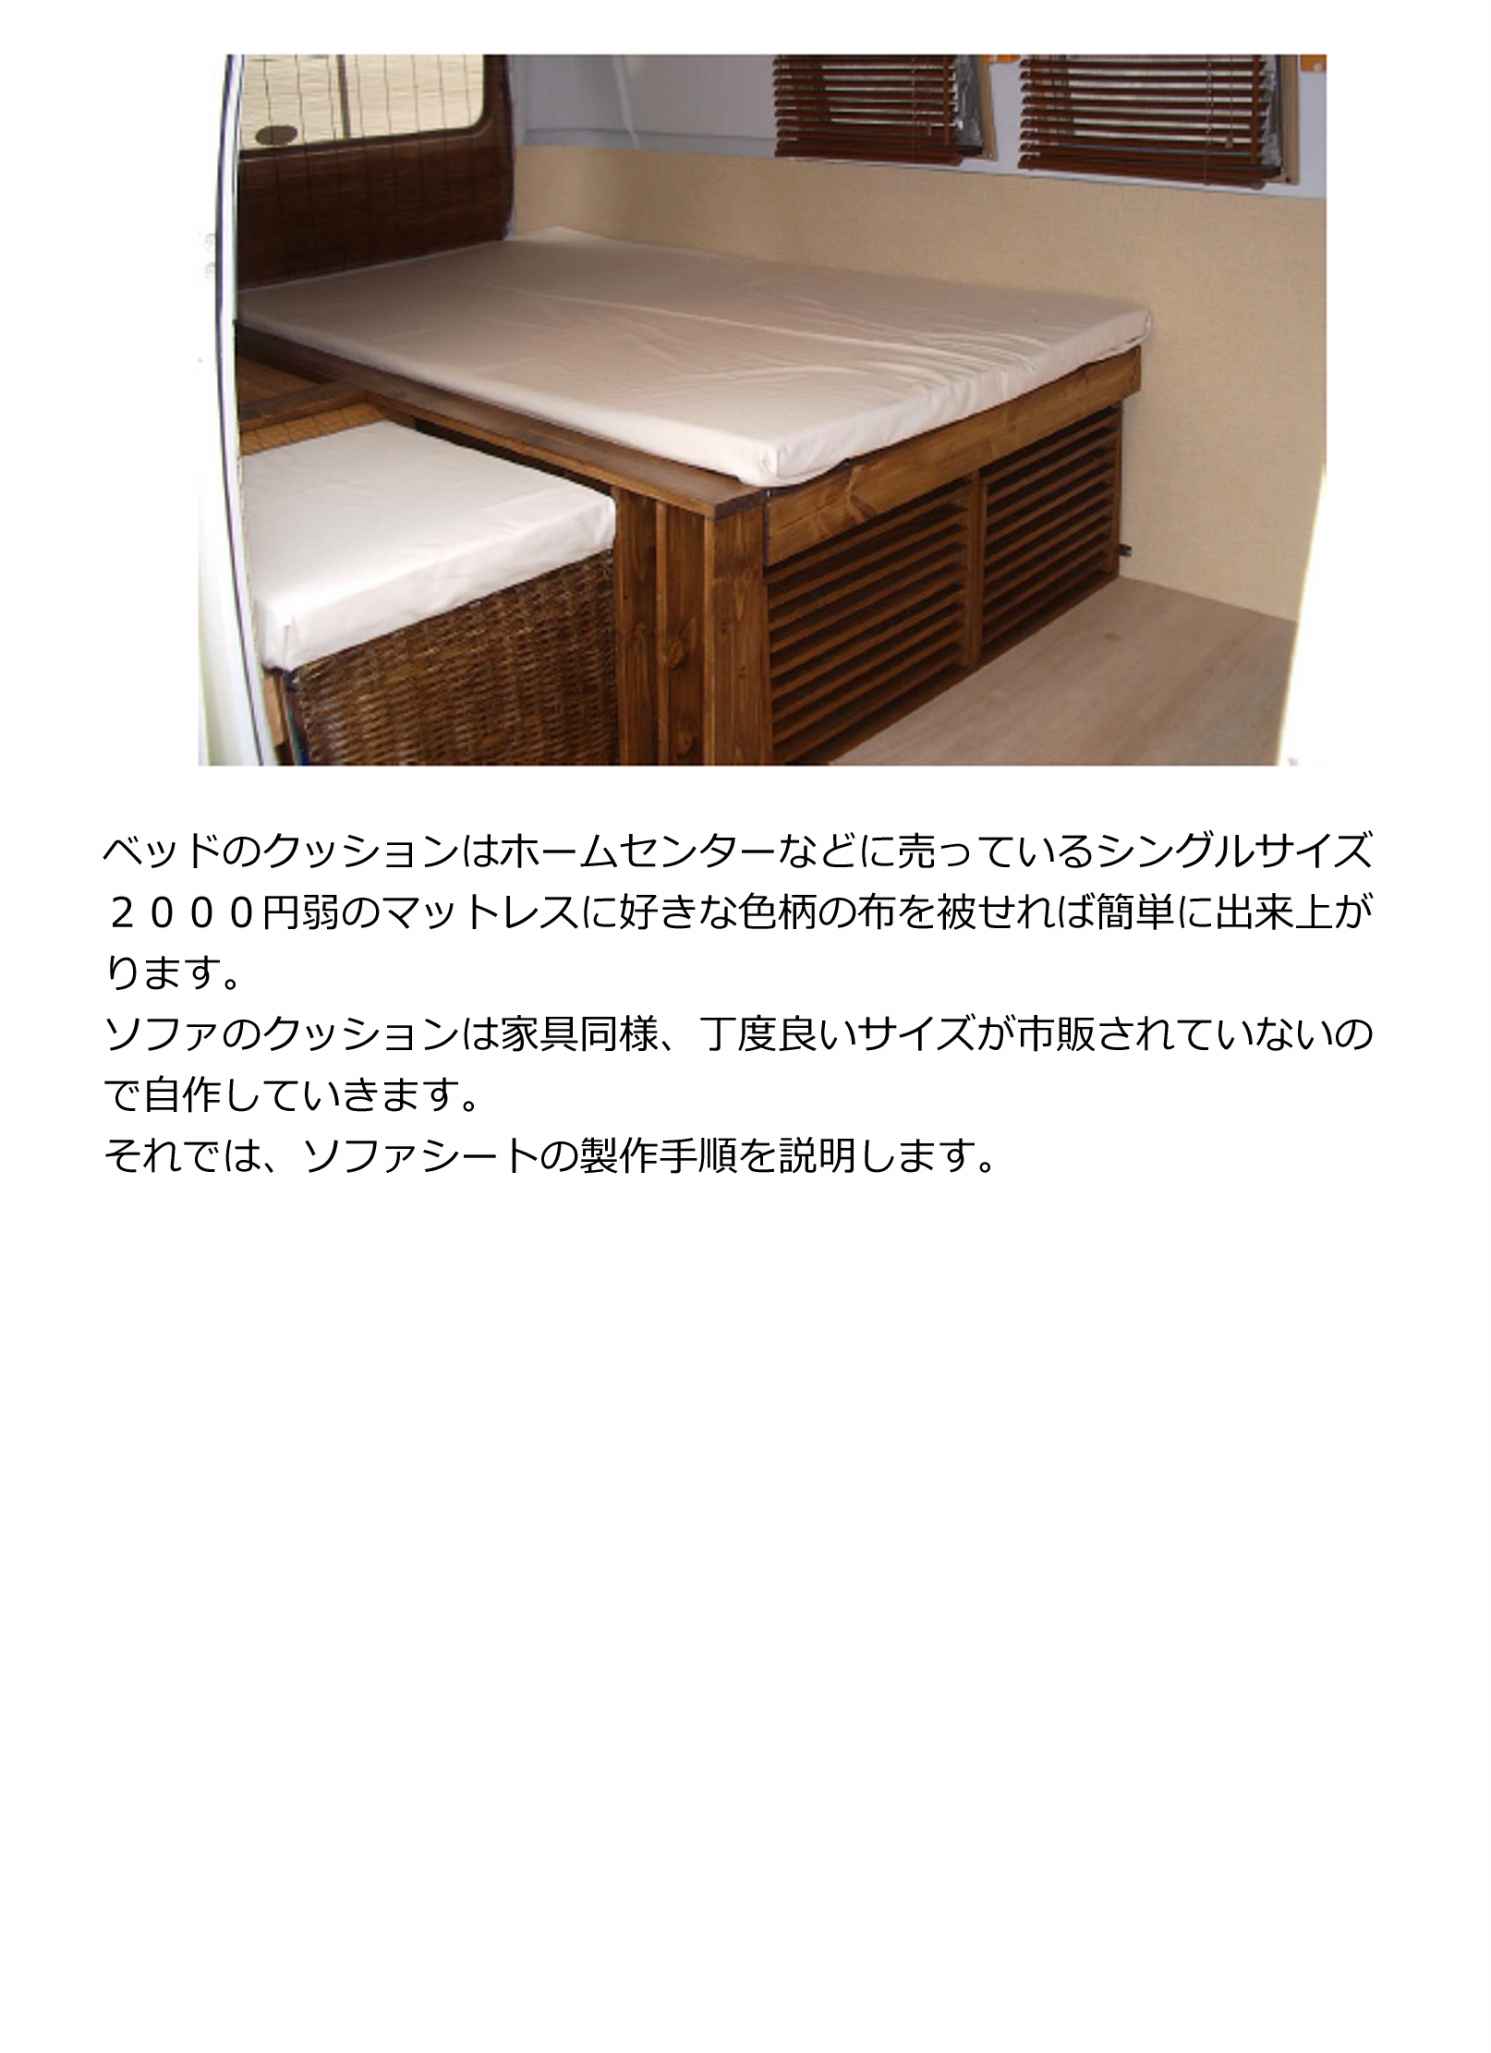 ベッドのクッションはホームセンターなどに売っているシングルサイズ
２０００円弱のマットレスに好きな色柄の布を被せれば簡単に出来上が
ります。
ソファのクッションは家具同様、丁度良いサイズが市販されていないの
で自作していきます。
それでは、ソファシートの製作手順を説明します。